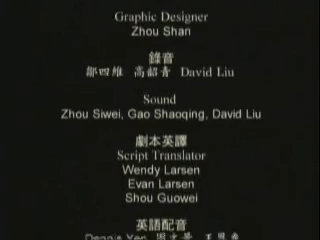 Graphic Designer
Zhou Shan
錄音
鄒四維 高韶青 David Liu
Sound
Zhou Siwei, Gao Shaoqing, David Liu
劇本英譯
Script Translator
Wendy Larsen
Evan Larsen
Shou Guowei
英語配音